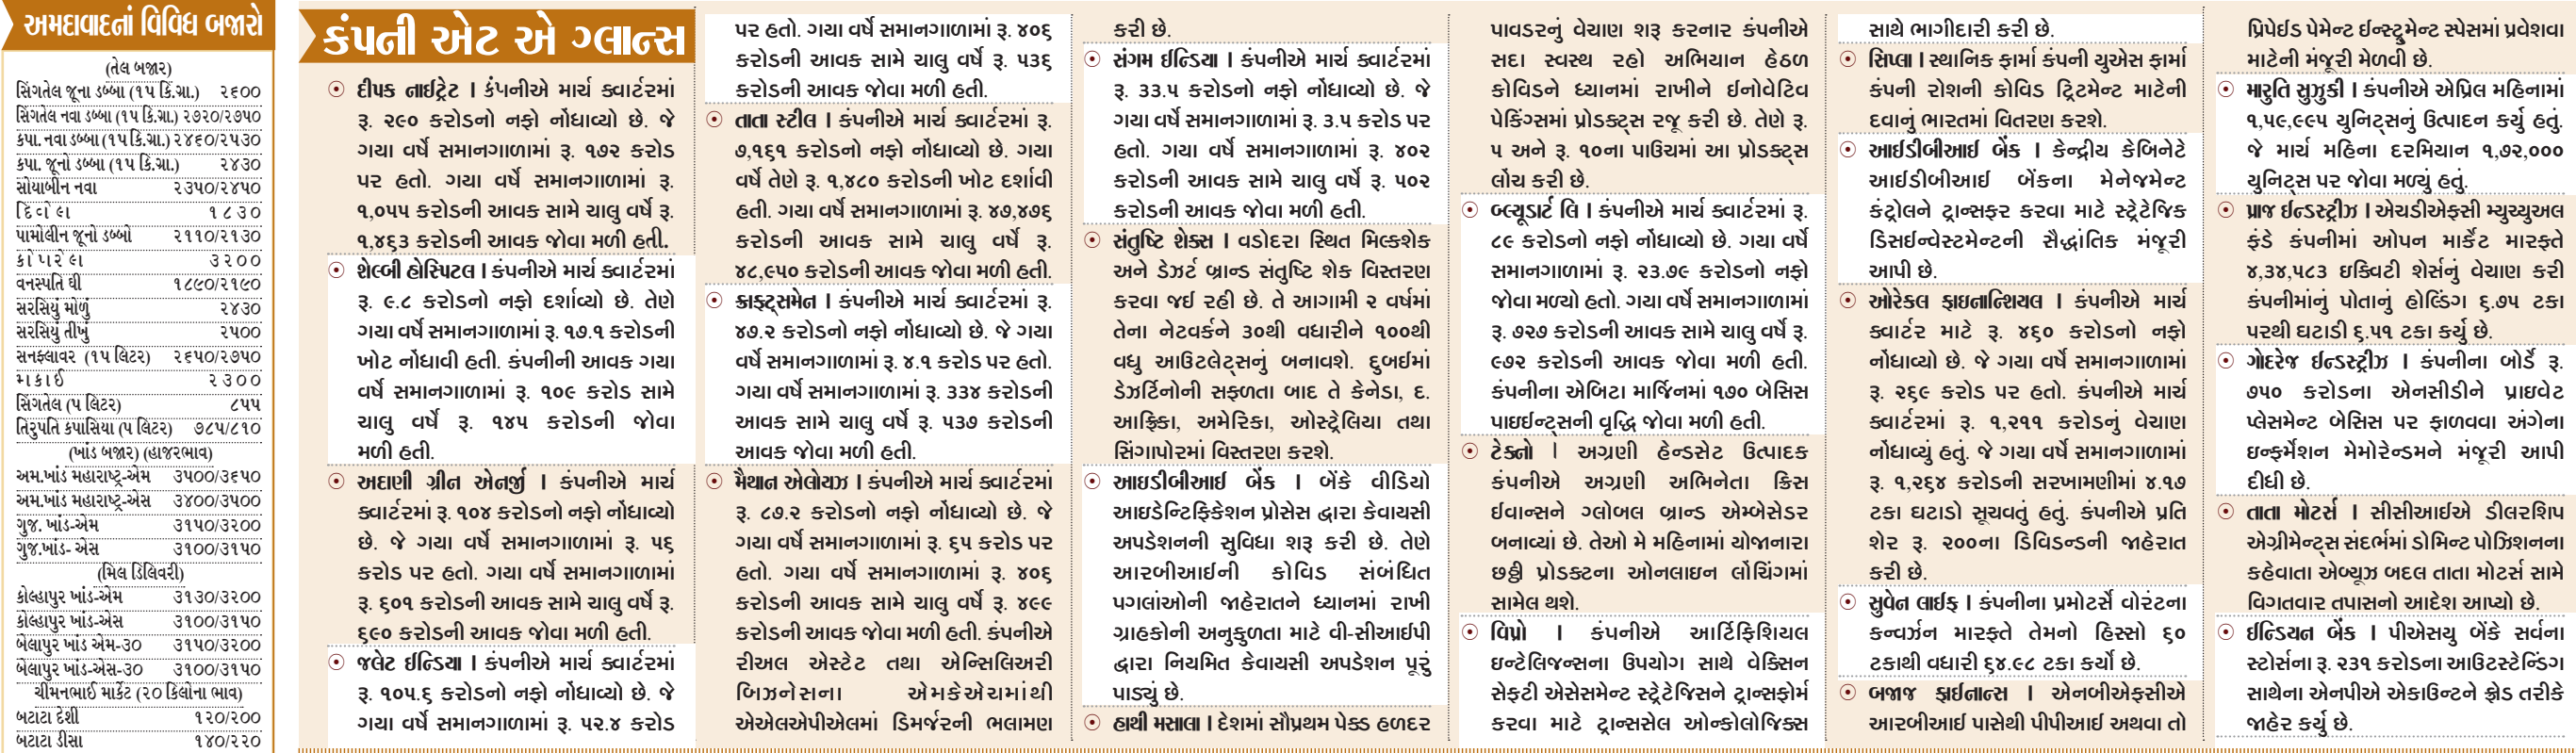 અમદાવાદનાં વિવિધ બજારો
(તેલ બજાર)
સિંગતેલ જૂના ડબ્બા (૧૫ કિ.ગ્રા.) ૨૬૦૦
સિંગતેલ નવા ડબ્બા (૧૫ કિ.ગ્રા.) ૨૭૨૦/૨૭૫૦
કપા. નવા ડબ્બા (૧૫ કિ.ગ્રા.) ૨૪૬૦/૨૫૩૦
કપા. જૂનો ડબ્બા (૧૫ કિ.ગ્રા.) ૨૪૩૦
સોયાબીન નવા ૨૩૫૦/૨૪૫૦
દિવેલ ૧૮૩૦
પામોલીન જૂનો ડબ્બો ૨૧૧૦/૨૧૩૦
કોપરેલ ૩૨૦૦
વનસ્પતિ ઘી ૧૮૯૦/૨૧૯૦
સરસિયું મોળું ૨૪૩૦
સરસિયું તીખું ૨૫૦૦
સનફ્લાવર (૧૫ લિટર) ૨૬૫૦/૨૭૫૦
મકાઈ ૨૩૦૦
સિંગતેલ (૫ લિટર) ૮૫૫
તિરુપતિ કપાસિયા (૫ લિટર) ૭૮૫/૮૧૦
(ખાંડ બજાર) (હાજરભાવ)
અમ.ખાંડ મહારાષ્ટ્ર-એમ ૩૫૦૦/૩૬૫૦
અમ.ખાંડ મહારાષ્ટ્ર-એસ ૩૪૦૦/૩૫૦૦
ગુજ. ખાંડ-એમ ૩૧૫૦/૩૨૦૦
ગુજ.ખાંડ- એસ ૩૧૦૦/૩૧૫૦
(મિલ ડિલિવરી)
કોલ્હાપુર ખાંડ-એમ ૩૧૩૦/૩૨૦૦
કોલ્હાપુર ખાંડ-એસ ૩૧૦૦/૩૧૫૦
બેલાપુર ખાંડ એમ-૩૦ ૩૧૫૦/૩૨૦૦
બેલાપુર ખાંડ-એસ-૩૦ ૩૧૦૦/૩૧૫૦
ચીમનભાઈ માર્કેટ (૨૦ કિલોના ભાવ)
બટાટા દેશી ૧૨૦/૨૦૦
બટાટા ડીસા ૧૪૦/૨૨૦
કંપની એટ એ ગ્લાન્સ
દીપક નાઈટ્રેટ । કંપનીએ માર્ચ ક્વાર્ટરમાં
રૂ. ૨૯૦ કરોડનો નફો નોંધાવ્યો છે. જે
ગયા વર્ષે સમાનગાળામાં રૂ. ૧૭૨ કરોડ
પર હતો. ગયા વર્ષે સમાનગાળામાં રૂ.
૧,૦૫૫ કરોડની આવક સામે ચાલુ વર્ષે રૂ.
૧,૪૬૩ કરોડની આવક જોવા મળી હતી.
શેલ્બી હોસ્પિટલ । કંપનીએ માર્ચ ક્વાર્ટરમાં
રૂ. ૯.૮ કરોડનો નફો દર્શાવ્યો છે. તેણે
ગયા વર્ષે સમાનગાળામાં રૂ. ૧૭.૧ કરોડની
ખોટ નોંધાવી હતી. કંપનીની આવક ગયા
વર્ષે સમાનગાળામાં રૂ. ૧૦૯ કરોડ સામે
ચાલુ વર્ષે રૂ. ૧૪૫ કરોડની જોવા
મળી હતી.
અદાણી ગ્રીન એનર્જી । કંપનીએ માર્ચ
ક્વાર્ટરમાં રૂ. ૧૦૪ કરોડનો નફો નોંધાવ્યો
છે. જે ગયા વર્ષે સમાનગાળામાં રૂ. ૫૬
કરોડ પર હતો. ગયા વર્ષે સમાનગાળામાં
રૂ. ૬૦૧ કરોડની આવક સામે ચાલુ વર્ષે રૂ.
૬૯૦ કરોડની આવક જોવા મળી હતી.
જલેટ ઈન્ડિયા । કંપનીએ માર્ચ ક્વાર્ટરમાં
રૂ. ૧૦૫.૬ કરોડનો નફો નોંધાવ્યો છે. જે
ગયા વર્ષે સમાનગાળામાં રૂ. ૫૨.૪ કરોડ
પર હતો. ગયા વર્ષે સમાનગાળામાં રૂ. ૪૦૬
કરોડની આવક સામે ચાલુ વર્ષે રૂ. ૫૩૬
કરોડની આવક જોવા મળી હતી.
તાતા સ્ટીલ । કંપનીએ માર્ચ ક્વાર્ટરમાં રૂ.
૭,૧૬૧ કરોડનો નફો નોંધાવ્યો છે. ગયા
વર્ષે તેણે રૂ. ૧,૪૮૦ કરોડની ખોટ દર્શાવી
હતી. ગયા વર્ષે સમાનગાળામાં રૂ. ૪૭,૪૭૬
કરોડની આવક સામે ચાલુ વર્ષે રૂ.
૪૮,૯૫૦ કરોડની આવક જોવા મળી હતી.
ક્રાફ્ટ્સમેન । કંપનીએ માર્ચ ક્વાર્ટરમાં રૂ.
૪૭.૨ કરોડનો નફો નોંધાવ્યો છે. જે ગયા
વર્ષે સમાનગાળામાં રૂ. ૪.૧ કરોડ પર હતો.
ગયા વર્ષે સમાનગાળામાં રૂ. ૩૩૪ કરોડની
આવક સામે ચાલુ વર્ષે રૂ. ૫૩૭ કરોડની
આવક જોવા મળી હતી.
મૈથાન એલોયઝ । કંપનીએ માર્ચ ક્વાર્ટરમાં
રૂ. ૮૭.૨ કરોડનો નફો નોંધાવ્યો છે. જે
ગયા વર્ષે સમાનગાળામાં રૂ. ૬૫ કરોડ પર
હતો. ગયા વર્ષે સમાનગાળામાં રૂ. ૪૦૬
કરોડની આવક સામે ચાલુ વર્ષે રૂ. ૪૯૯
કરોડની આવક જોવા મળી હતી. કંપનીએ
રીઅલ એસ્ટેટ તથા એન્સિલિઅરી
બિઝનેસના એમકેએચમાંથી
એએલએપીએલમાં ડિમર્જરની ભલામણ
કરી છે.
સંગમ ઈન્ડિયા । કંપનીએ માર્ચ ક્વાર્ટરમાં
રૂ. ૩૩.૫ કરોડનો નફો નોંધાવ્યો છે. જે
ગયા વર્ષે સમાનગાળામાં રૂ. ૩.૫ કરોડ પર
હતો. ગયા વર્ષે સમાનગાળામાં રૂ. ૪૦૨
કરોડની આવક સામે ચાલુ વર્ષે રૂ. ૫૦૨
કરોડની આવક જોવા મળી હતી.
સંતુષ્ટિ શેક્સ । વડોદરા સ્થિત મિલ્કશેક
અને ડેઝર્ટ બ્રાન્ડ સંતુષ્ટિ શેક વિસ્તરણ
કરવા જઈ રહી છે. તે આગામી ૨ વર્ષમાં
તેના નેટવર્કને ૩૦થી વધારીને ૧૦૦થી
વધુ આઉટલેટ્સનું બનાવશે. દુબઈમાં
ડેઝર્ટિનોની સફળતા બાદ તે કેનેડા, દ.
આફ્રિકા, અમેરિકા, ઓસ્ટ્રેલિયા તથા
સિંગાપોરમાં વિસ્તરણ કરશે.
આઇડીબીઆઈ બેંક । બેંકે વીડિયો
આઇડેન્ટિફિકેશન પ્રોસેસ દ્વારા કેવાયસી
અપડેશનની સુવિધા શરૂ કરી છે. તેણે
આરબીઆઈની કોવિડ સંબંધિત
પગલાંઓની જાહેરાતને ધ્યાનમાં રાખી
ગ્રાહકોની અનુકુળતા માટે વી-સીઆઈપી
દ્વારા નિયમિત કેવાયસી અપડેશન પૂરું
પાડ્યું છે.
હાથી મસાલા । દેશમાં સૌપ્રથમ પેક્ડ હળદર
પાવડરનું વેચાણ શરૂ કરનાર કંપનીએ
સદા સ્વસ્થ રહો અભિયાન હેઠળ
કોવિડને ધ્યાનમાં રાખીને ઈનોવેટિવ
પેકિંગ્સમાં પ્રોડક્ટ્સ રજૂ કરી છે. તેણે રૂ.
૫ અને રૂ. ૧૦ના પાઉચમાં આ પ્રોડક્ટ્સ
લોંચ કરી છે.
બ્લ્યૂડાર્ટ લિ । કંપનીએ માર્ચ ક્વાર્ટરમાં રૂ.
૮૯ કરોડનો નફો નોંધાવ્યો છે. ગયા વર્ષે
સમાનગાળામાં રૂ. ૨૩.૭૯ કરોડનો નફો
જોવા મળ્યો હતો. ગયા વર્ષે સમાનગાળામાં
રૂ. ૭૨૭ કરોડની આવક સામે ચાલુ વર્ષે રૂ.
૯૭૨ કરોડની આવક જોવા મળી હતી.
કંપનીના એબિટા માર્જિનમાં ૧૭૦ બેસિસ
પાઇઈન્ટ્સની વૃદ્ધિ જોવા મળી હતી.
ટેક્નો । અગ્રણી હેન્ડસેટ ઉત્પાદક
કંપનીએ અગ્રણી અભિનેતા ક્રિસ
ઈવાન્સને ગ્લોબલ બ્રાન્ડ એમ્બેસેડર
બનાવ્યાં છે. તેઓ મે મહિનામાં યોજાનારા
છઠ્ઠી પ્રોડક્ટના ઓનલાઇન લોંચિંગમાં
સામેલ થશે.
વિપ્રો । કંપનીએ આર્ટિફિશિયલ
ઇન્ટેલિજન્સના ઉપયોગ સાથે વેક્સિન
સેફટી એસેસમેન્ટ સ્ટ્રેટેજિસને ટ્રાન્સફોર્મ
કરવા માટે ટ્રાન્સસેલ ઓન્કોલોજિક્સ
સાથે ભાગીદારી કરી છે.
સિપ્લા । સ્થાનિક ફાર્મા કંપની યુએસ ફાર્મા
કંપની રોશની કોવિડ ટ્રિટમેન્ટ માટેની
દવાનું ભારતમાં વિતરણ કરશે.
આઈડીબીઆઈ બેંક । કેન્દ્રીય કેબિનેટે
આઈડીબીઆઈ બેંકના મેનેજમેન્ટ
કંટ્રોલને ટ્રાન્સફર કરવા માટે સ્ટ્રેટેજિક
ડિસઈન્વેસ્ટમેન્ટની સૈદ્ધાંતિક મંજૂરી
આપી છે.
ઓરેકલ ફાઇનાન્શિયલ । કંપનીએ માર્ચ
ક્વાર્ટર માટે રૂ. ૪૬૦ કરોડનો નફો
નોંધાવ્યો છે. જે ગયા વર્ષે સમાનગાળામાં
રૂ. ૨૬૯ કરોડ પર હતો. કંપનીએ માર્ચ
ક્વાર્ટરમાં રૂ. ૧,૨૧૧ કરોડનું વેચાણ
નોંધાવ્યું હતું. જે ગયા વર્ષે સમાનગાળામાં
રૂ. ૧,૨૬૪ કરોડની સરખામણીમાં ૪.૧૭
ટકા ઘટાડો સૂચવતું હતું. કંપનીએ પ્રતિ
શેર રૂ. ૨૦૦ના ડિવિડન્ડની જાહેરાત
કરી છે.
સુવેન લાઈફ । કંપનીના પ્રમોટર્સે વોરંટના
કન્વર્ઝન મારફતે તેમનો હિસ્સો ૬૦
ટકાથી વધારી ૬૪.૯૮ ટકા કર્યો છે.
બજાજ ફાઈનાન્સ । એનબીએફસીએ
આરબીઆઈ પાસેથી પીપીઆઈ અથવા તો
પ્રિપેઈડ પેમેન્ટ ઈન્સ્ટ્રુમેન્ટ સ્પેસમાં પ્રવેશવા
માટેની મંજૂરી મેળવી છે.
મારુતિ સુઝુકી । કંપનીએ એપ્રિલ મહિનામાં
૧,૫૯,૯૯૫ યુનિટ્સનું ઉત્પાદન કર્યું હતું.
જે માર્ચ મહિના દરમિયાન ૧,૭૨,૦૦૦
યુનિટ્સ પર જોવા મળ્યું હતું.
પ્રાજ ઈન્ડસ્ટ્રીઝ । એચડીએફસી મ્યુચ્યુઅલ
ફંડે કંપનીમાં ઓપન માર્કેટ મારફતે
૪,૩૪,૫૮૩ ઇક્વિટી શેર્સનું વેચાણ કરી
કંપનીમાંનું પોતાનું હોલ્ડિંગ ૬.૭૫ ટકા
પરથી ઘટાડી ૬.૫૧ ટકા કર્યું છે.
ગોદરેજ ઈન્ડસ્ટ્રીઝ । કંપનીના બોર્ડે રૂ.
૭૫૦ કરોડના એનસીડીને પ્રાઇવેટ
પ્લેસમેન્ટ બેસિસ પર ફાળવવા અંગેના
ઇન્ફર્મેશન મેમોરેન્ડમને મંજૂરી આપી
દીધી છે.
તાતા મોટર્સ । સીસીઆઈએ ડીલરશિપ
એગ્રીમેન્ટ્સ સંદર્ભમાં ડોમિન્ટ પોઝિશનના
કહેવાતા એબ્યૂઝ બદલ તાતા મોટર્સ સામે
વિગતવાર તપાસનો આદેશ આપ્યો છે.
ઈન્ડિયન બેંક । પીએસયુ બેંકે સર્વના
સ્ટોર્સના રૂ. ૨૩૧ કરોડના આઉટસ્ટેન્ડિંગ
સાથેના એનપીએ એકાઉન્ટને ફ્રોડ તરીકે
જાહેર કર્યું છે.